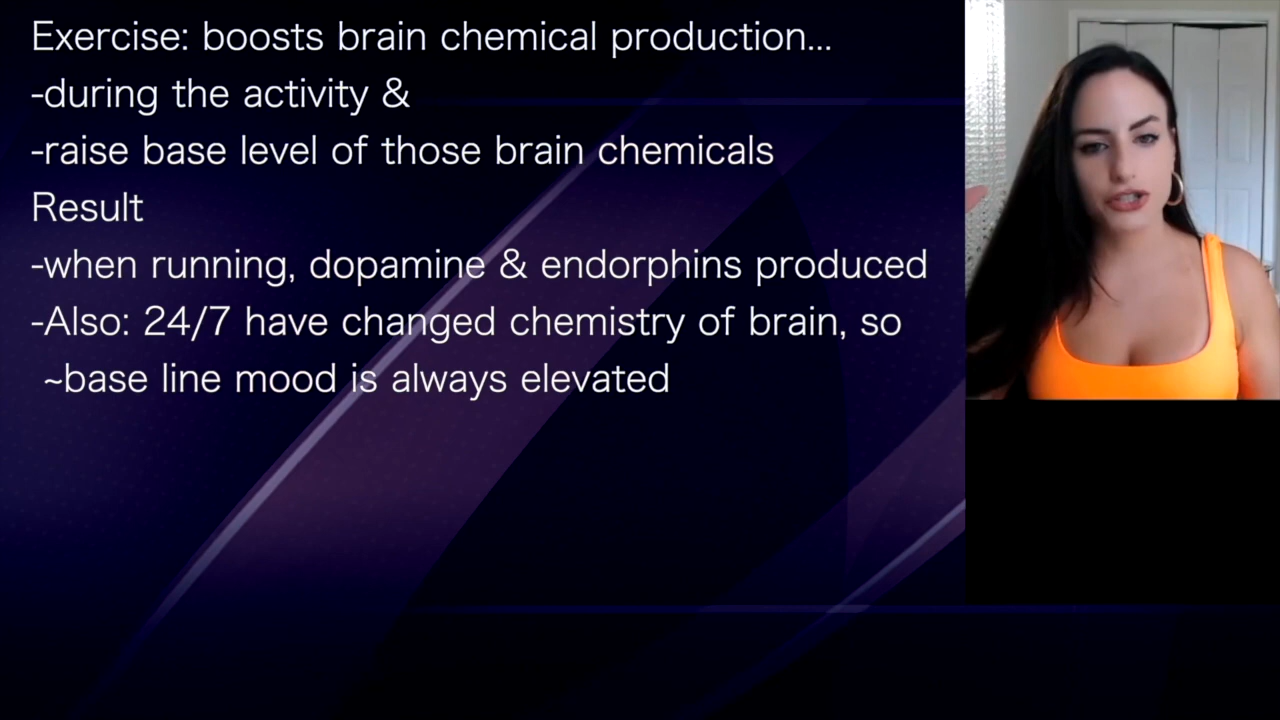 Exercise: boosts brain chemical production...
-during the activity &
-raise base level of those brain chemicals
Result
-when running, dopamine & endorphins produced
-Also: 24/7 have changed chemistry of brain, so
~base line mood is always elevated